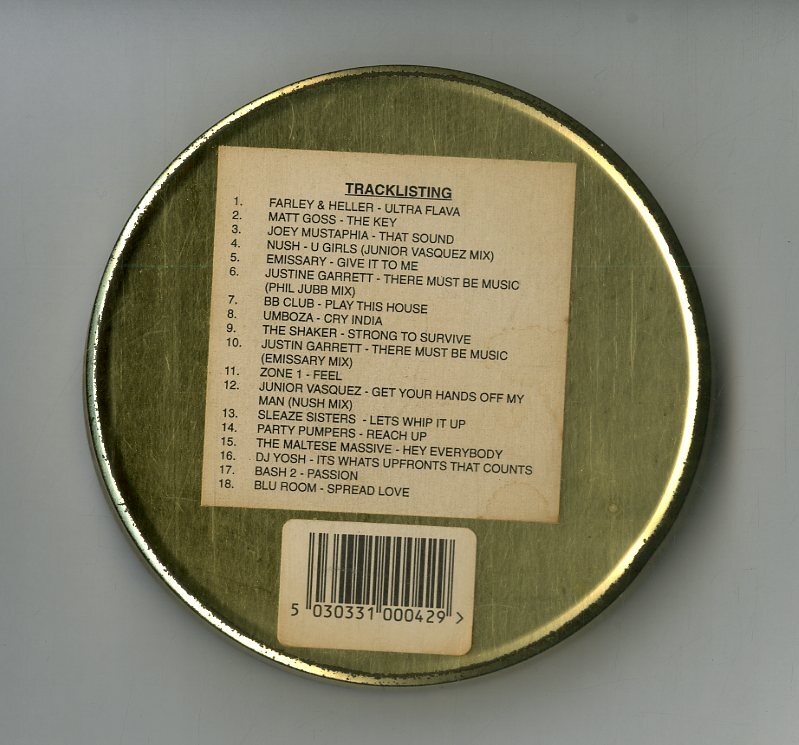 TRACKLISTING
1. FARLEY & HELLER - ULTRA FLAVA
2. MATT GOSS - THE KEY
3. JOEY MUSTAPHIA - THAT SOUND
4. NUSH - U GIRLS (JUNIOR VASQUEZ MIX)
5. EMISSARY - GIVE IT TO ME
6. JUSTINE GARRETT - THERE MUST BE MUSIC
(PHIL JUBB MIX)
7. BB CLUB - PLAY THIS HOUSE
8. UMBOZA - CRY INDIA
9. THE SHAKER - STRONG TO SURVIVE
10. JUSTIN GARRETT - THERE MUST BE MUSIC
(EMISSARY MIX)
11. ZONE 1 - FEEL
12. JUNIOR VASQUEZ - GET YOUR HANDS OFF MY
MAN (NUSH MIX)
13. SLEAZE SISTERS - LETS WHIP IT UP
14. PARTY PUMPERS - REACH UP
15. THE MALTESE MASSIVE - HEY EVERYBODY
16. DJ YOSH - ITS WHATS UPFRONTS THAT COUNTS
17. BASH 2 - PASSION
18. BLU ROOM - SPREAD LOVE
5 030331 000429 >